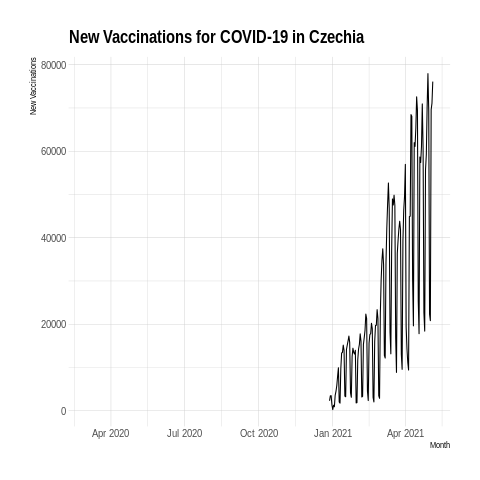 New Vaccinations for COVID-19 in Czechia
New Vaccinations
80000
60000
40000
20000
0
Apr 2020 Jul 2020 Oct 2020 Jan 2021 Apr 2021
Month